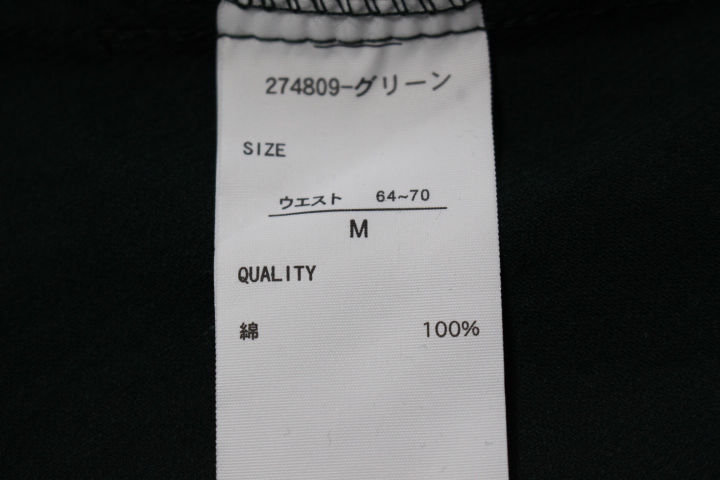 274809-グリーン
SIZE
ウエスト 64~70
M
QUALITY
綿 100%